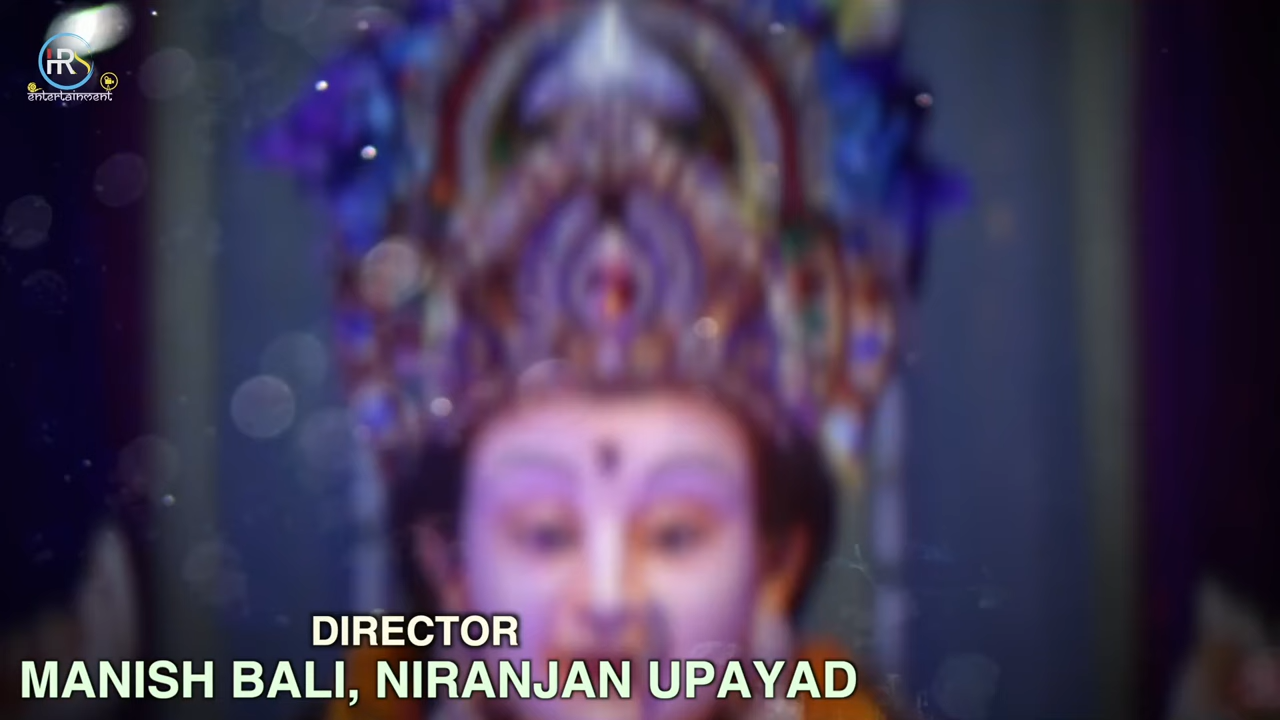 HRS
entertainment
DIRECTOR
MANISH BALI, NIRANJAN UPAYAD